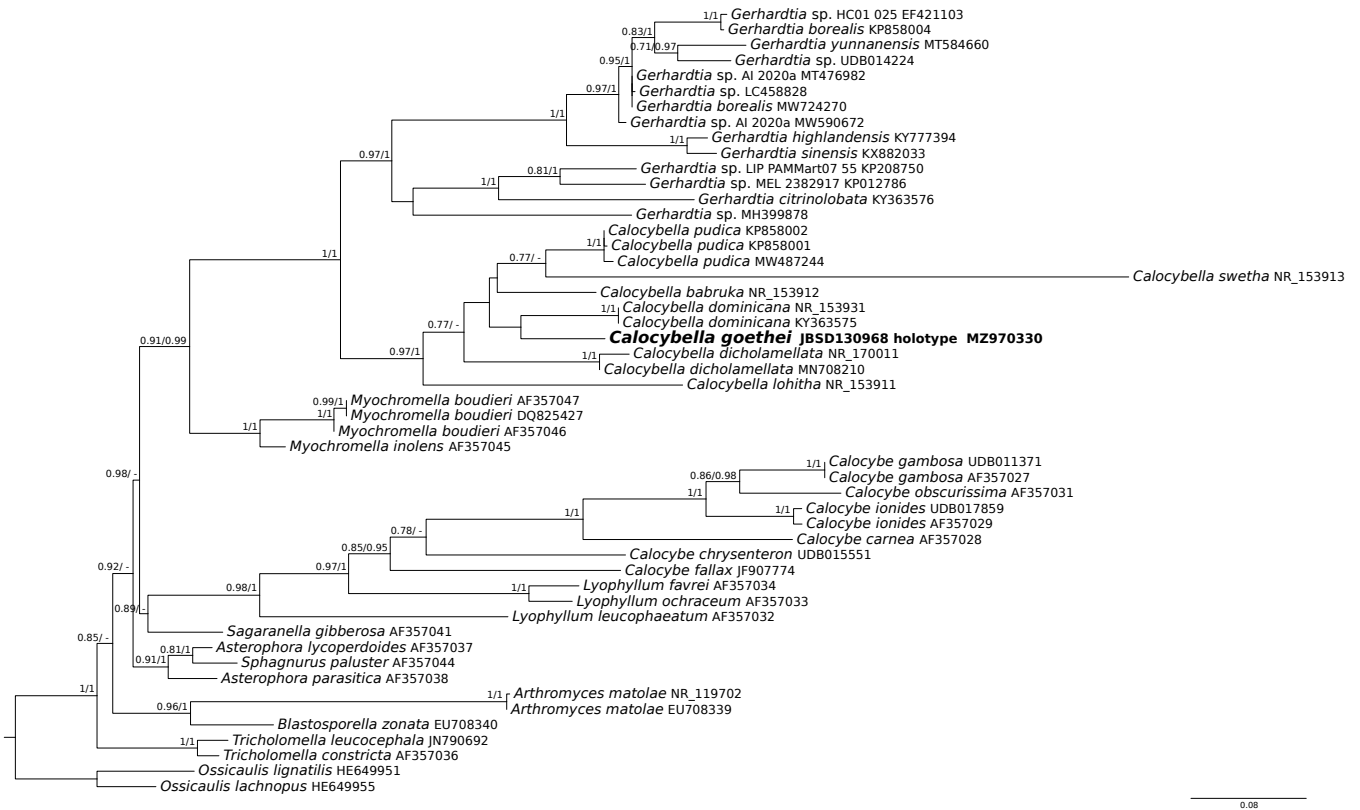 1/1
Gerhardtia sp. HC01 025 EF421103
Gerhardtia borealis KP858004
0.83/1
Gerhardtia yunnanensis MT584660
0.71/0.97
Gerhardtia sp. UDB014224
0.95/1
Gerhardtia sp. AI 2020a MT476982
Gerhardtia sp. LC458828
0.97/1
Gerhardtia borealis MW724270
1/1
Gerhardtia sp. AI 2020a MW590672
1/1
Gerhardtia highlandensis KY777394
Gerhardtia sinensis KX882033
0.97/1
0.81/1
Gerhardtia sp. LIP PAMMart07 55 KP208750
1/1
Gerhardtia sp. MEL 2382917 KP012786
Gerhardtia citrinolobata KY363576
Gerhardtia sp. MH399878
Calocybella pudica KP858002
1/1
Calocybella pudica KP858001
1/1
0.77/ -
Calocybella pudica MW487244
Calocybella swetha NR_153913
Calocybella babruka NR_153912
1/1
Calocybella dominicana NR_153931
Calocybella dominicana KY363575
0.77/ -
Calocybella goethei JBSD130968 holotype MZ970330
0.91/0.99
0.97/1
1/1
Calocybella dicholamellata NR_170011
Calocybella dicholamellata MN708210
Calocybella lohitha NR_153911
0.99/1
Myochromella boudieri AF357047
1/1
Myochromella boudieri DQ825427
1/1
Myochromella boudieri AF357046
Myochromella inolens AF357045
1/1
Calocybe gambosa UDB011371
0.98/ -
0.86/0.98
Calocybe gambosa AF357027
1/1
Calocybe obscurissima AF357031
1/1
1/1
Calocybe ionides UDB017859
Calocybe ionides AF357029
0.78/ -
Calocybe carnea AF357028
0.85/0.95
Calocybe chrysenteron UDB015551
0.92/ -
0.97/1
Calocybe fallax JF907774
0.98/1
1/1
Lyophyllum favrei AF357034
Lyophyllum ochraceum AF357033
0.89/ -
Lyophyllum leucophaeatum AF357032
Sagaranella gibberosa AF357041
0.85/ -
0.81/1
Asterophora lycoperdoides AF357037
0.91/1
Sphagnurus paluster AF357044
Asterophora parasitica AF357038
1/1
1/1
Arthromyces matolae NR_119702
0.96/1
Arthromyces matolae EU708339
Blastosporella zonata EU708340
1/1
Tricholomella leucocephala JN790692
Tricholomella constricta AF357036
Ossicaulis lignatilis HE649951
Ossicaulis lachnopus HE649955
0.08